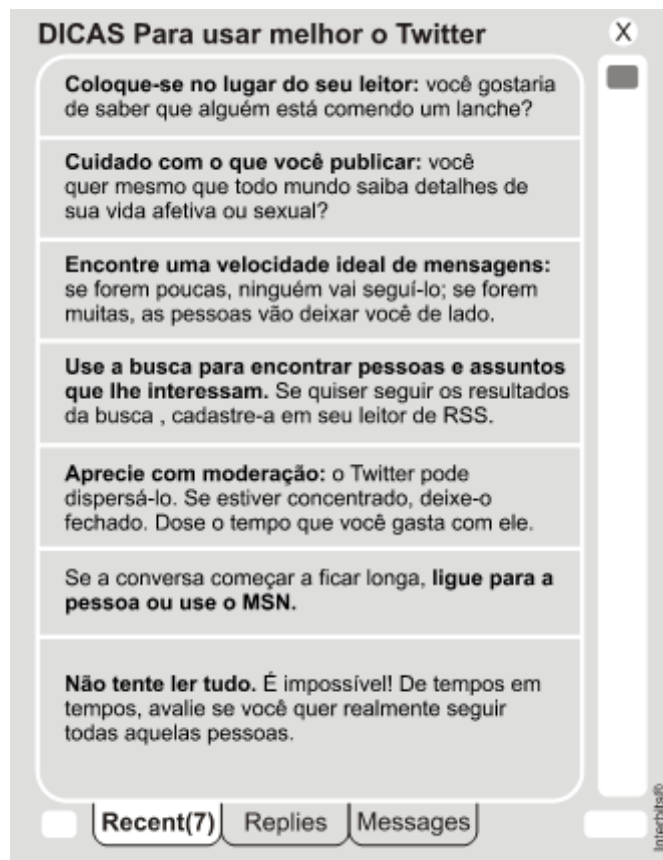 DICAS Para usar melhor o Twitter
X
Coloque-se no lugar do seu leitor: você gostaria
de saber que alguém está comendo um lanche?
Cuidado com o que você publicar: você
quer mesmo que todo mundo saiba detalhes de
sua vida afetiva ou sexual?
Encontre uma velocidade ideal de mensagens:
se forem poucas, ninguém vai seguí-lo; se forem
muitas, as pessoas vão deixar você de lado.
Use a busca para encontrar pessoas e assuntos
que lhe interessam. Se quiser seguir os resultados
da busca , cadastre-a em seu leitor de RSS.
Aprecie com moderação: o Twitter pode
dispersá-lo. Se estiver concentrado, deixe-o
fechado. Dose o tempo que você gasta com ele.
Se a conversa começar a ficar longa, ligue para a
pessoa ou use o MSN.
Não tente ler tudo. É impossível! De tempos em
tempos, avalie se você quer realmente seguir
todas aquelas pessoas.
Recent(7) Replies Messages
Interbits®